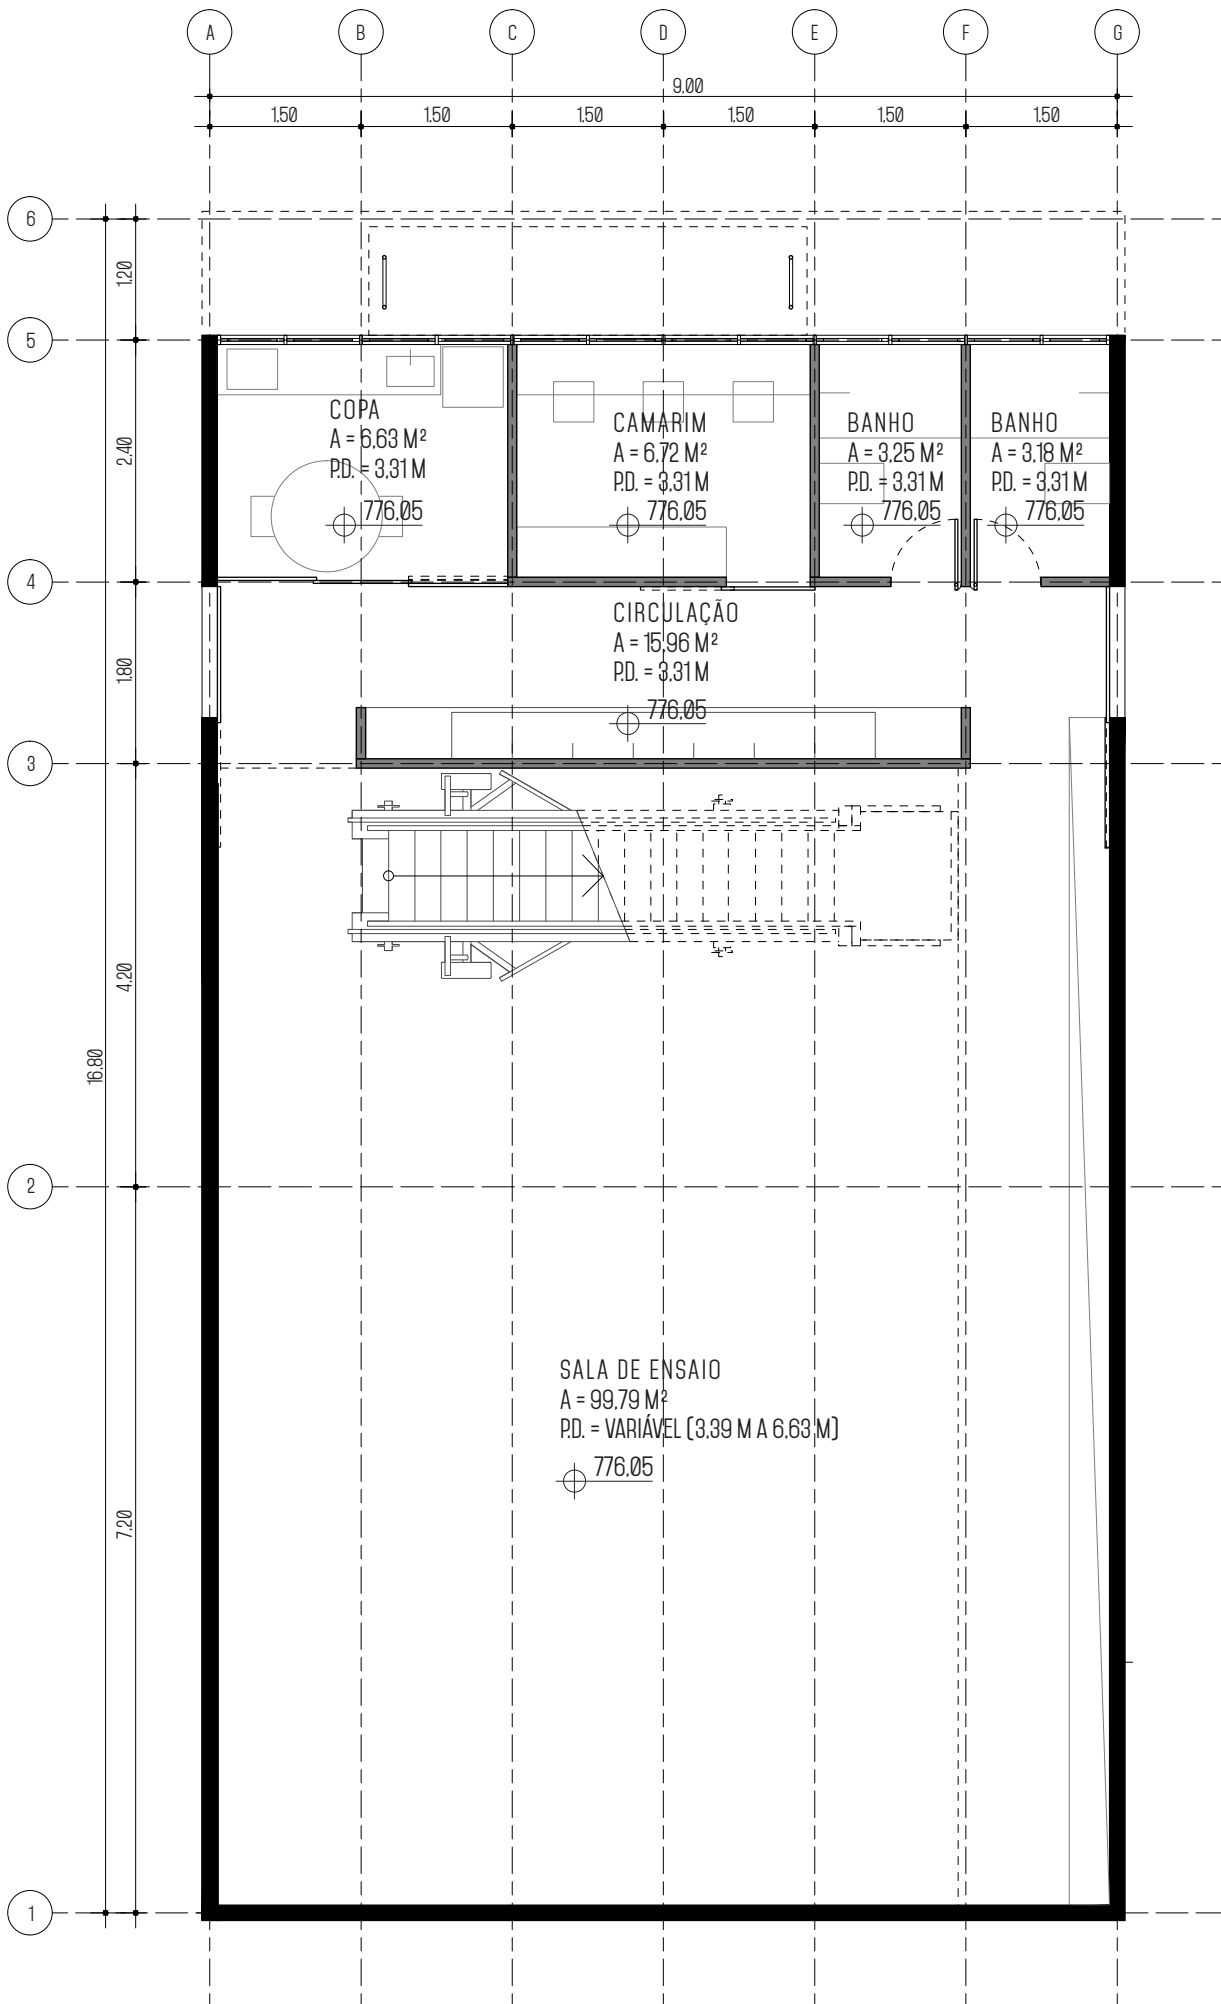 A B C D E F G
9.00
1.50 1.50 1.50 1.50 1.50 1.50
6
1.20
5
2.40
COPA
A = 6,63 M²
P.D. = 3,31 M
776,05
CAMARIM
A = 6,72 M²
P.D. = 3,31 M
776,05
BANHO
A = 3,25 M²
P.D. = 3,31 M
776,05
BANHO
A = 3,18 M²
P.D. = 3,31 M
776,05
4
1.80
CIRCULAÇÃO
A = 15,96 M²
P.D. = 3,31 M
776,05
3
4.20
16.80
2
7.20
SALA DE ENSAIO
A = 99,79 M²
P.D. = VARIÁVEL (3,39 M A 6,63 M)
776,05
1